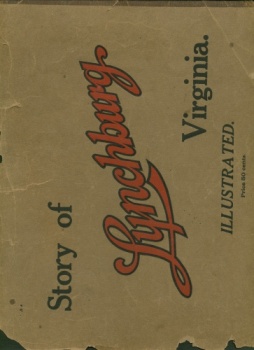 Story of
Lynchburg
Virginia.
ILLUSTRATED.
Price 50 cents